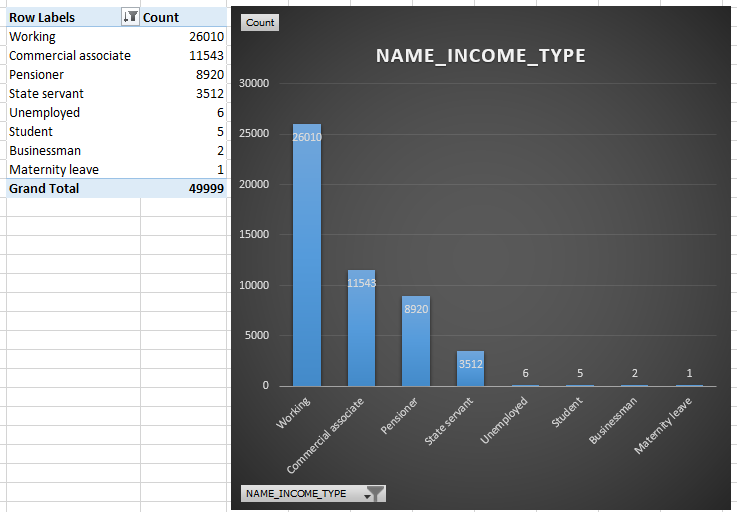 Row Labels Count
Working 26010
Commercial associate 11543
Pensioner 8920
State servant 3512
Unemployed 6
Student 5
Businessman 2
Maternity leave 1
Grand Total 49999
Count
NAME_INCOME_TYPE
30000
25000
20000
15000
10000
5000
0
26010
11543
8920
3512
6
5
2
1
Working
Commercial associate
Pensioner
State servant
Unemployed
Student
Businessman
Maternity leave
NAME_INCOME_TYPE